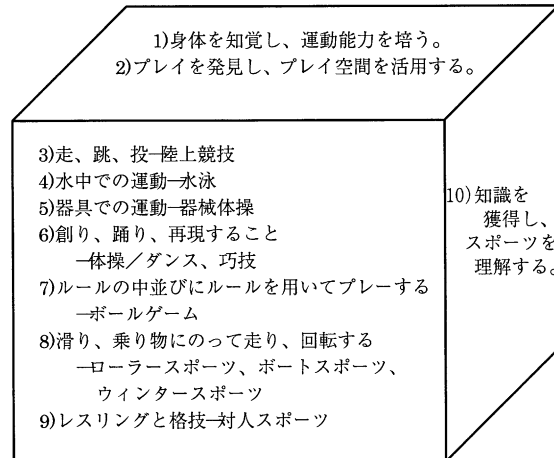 1)身体を知覚し、運動能力を培う。
2)プレイを発見し、プレイ空間を活用する。
3)走、跳、投―陸上競技
4)水中での運動―水泳
5)器具での運動―器械体操
6)創り、踊り、再現すること
―体操/ダンス、巧技
7)ルールの中並びにルールを用いてプレーする
―ボールゲーム
8)滑り、乗り物にのって走り、回転する
―ローラースポーツ、ボートスポーツ、
ウィンタースポーツ
9)レスリングと格技―対人スポーツ
10)知識を
獲得し、
スポーツを
理解する。